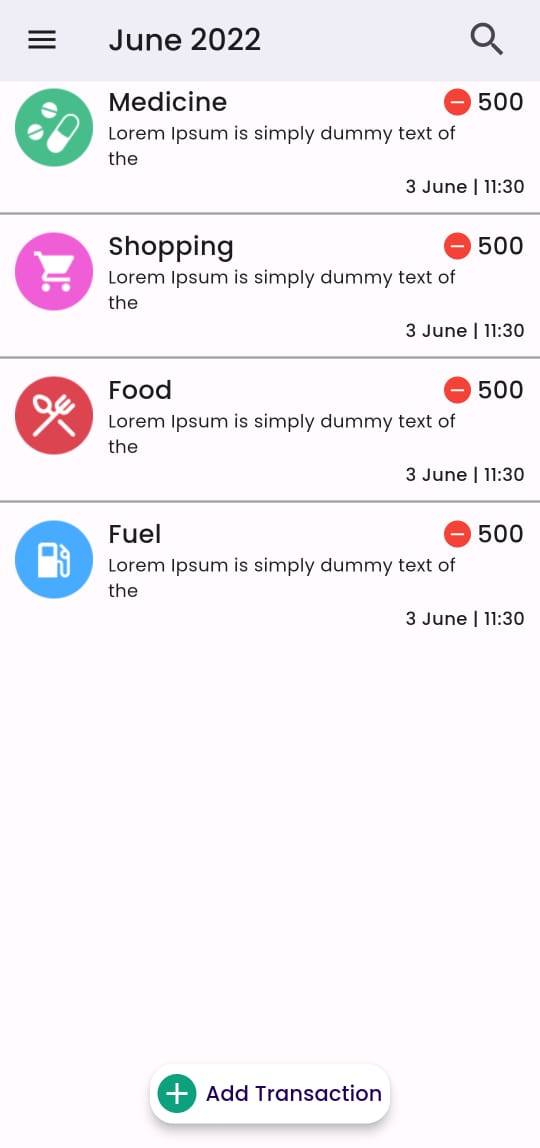 June 2022
Medicine 500
Lorem Ipsum is simply dummy text of
the
3 June | 11:30
Shopping 500
Lorem Ipsum is simply dummy text of
the
3 June | 11:30
Food 500
Lorem Ipsum is simply dummy text of
the
3 June | 11:30
Fuel 500
Lorem Ipsum is simply dummy text of
the
3 June | 11:30
Add Transaction